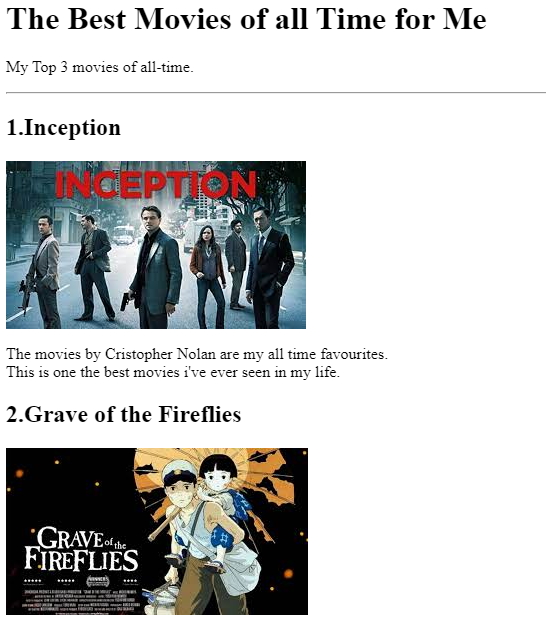 The Best Movies of all Time for Me
My Top 3 movies of all-time.
1.Inception
INCEPTION
The movies by Cristopher Nolan are my all time favourites.
This is one the best movies i've ever seen in my life.
2.Grave of the Fireflies
GRAVE of the
FIREFLIES
WINNER